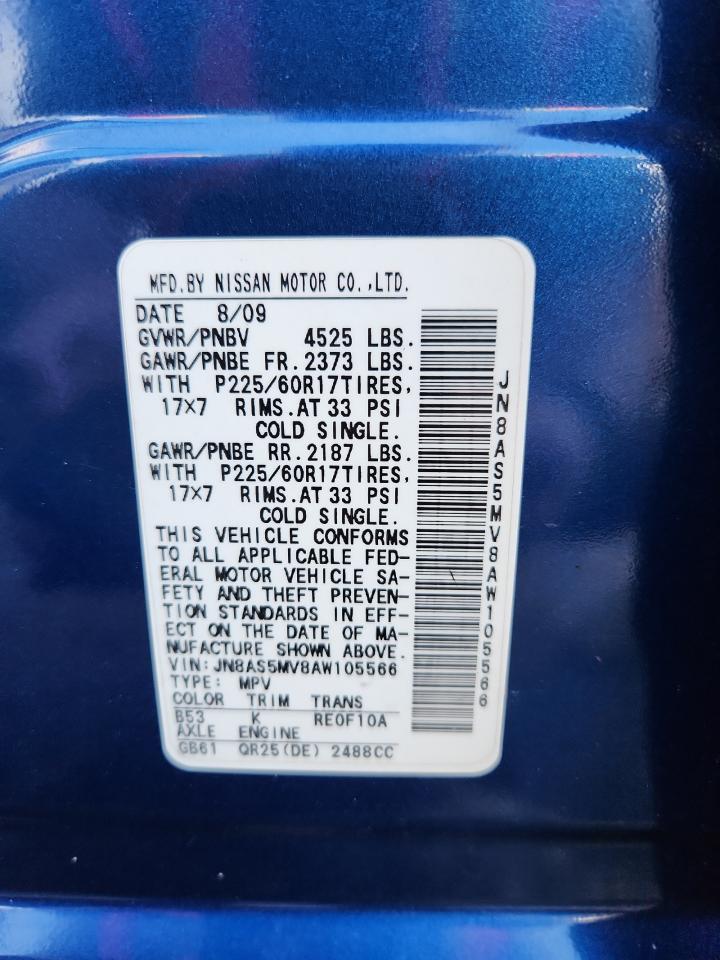 MFD.BY NISSAN MOTOR CO.,LTD.
DATE 8/09
GVWR/PNBV 4525 LBS.
GAWR/PNBE FR.2373 LBS.
WITH P225/60R17TIRES,
17×7 RIMS.AT 33 PSI
COLD SINGLE.
GAWR/PNBE RR.2187 LBS.
WITH P225/60R17TIRES,
17×7 RIMS.AT 33 PSI
COLD SINGLE.
THIS VEHICLE CONFORMS
TO ALL APPLICABLE FED-
ERAL MOTOR VEHICLE SA-
FETY AND THEFT PREVEN-
TION STANDARDS IN EFF-
ECT ON THE DATE OF MA-
NUFACTURE SHOWN ABOVE.
VIN:JN8AS5MV8AW105566
TYPE: MPV
COLOR TRIM TRANS
B53 K RE0F10A
AXLE ENGINE
GB61 QR25(DE) 2488CC
JN8AS5MV8AW105566